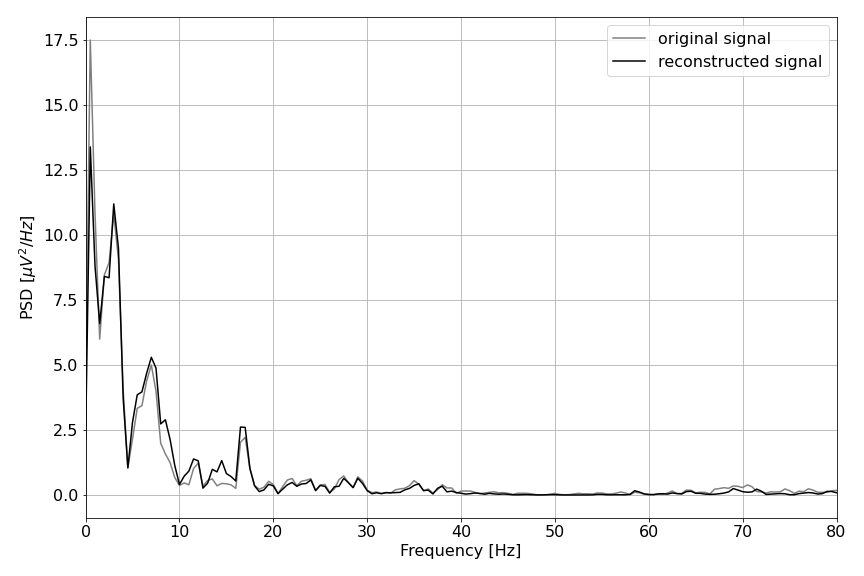 original signal
reconstructed signal
17.5
15.0
12.5
10.0
7.5
5.0
2.5
0.0
PSD [μV²/Hz]
0 10 20 30 40 50 60 70 80
Frequency [Hz]